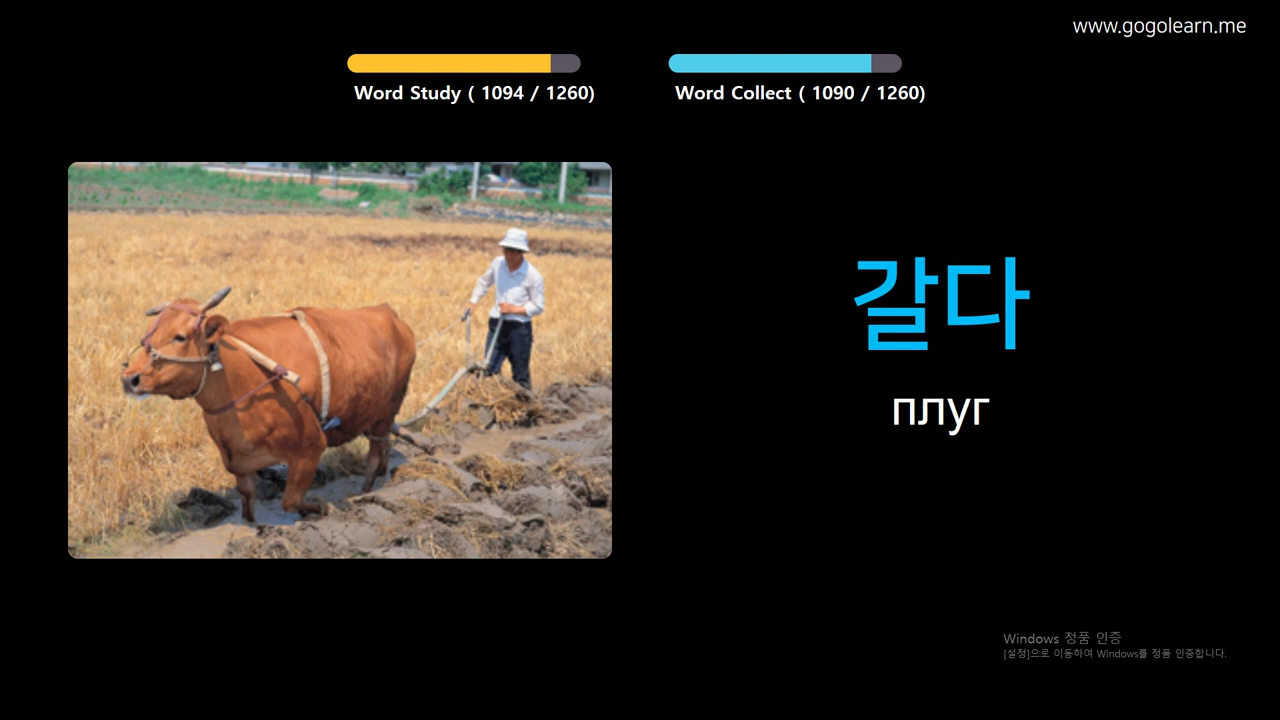 www.gogolearn.me
Word Study ( 1094 / 1260)
Word Collect ( 1090 / 1260)
갈다
плуг
Windows 정품 인증
[설정]으로 이동하여 Windows를 정품 인증합니다.